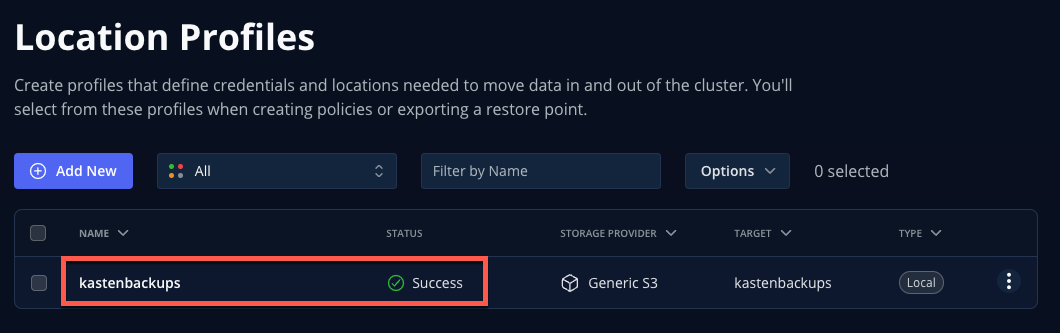 Location Profiles
Create profiles that define credentials and locations needed to move data in and out of the cluster. You'll
select from these profiles when creating policies or exporting a restore point.
Add New All Filter by Name Options 0 selected
NAME STATUS STORAGE PROVIDER TARGET TYPE
kastenbackups Success Generic S3 kastenbackups Local